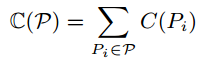 ℂ(𝒫) = ∑_{P_i ∈ 𝒫} C(P_i)